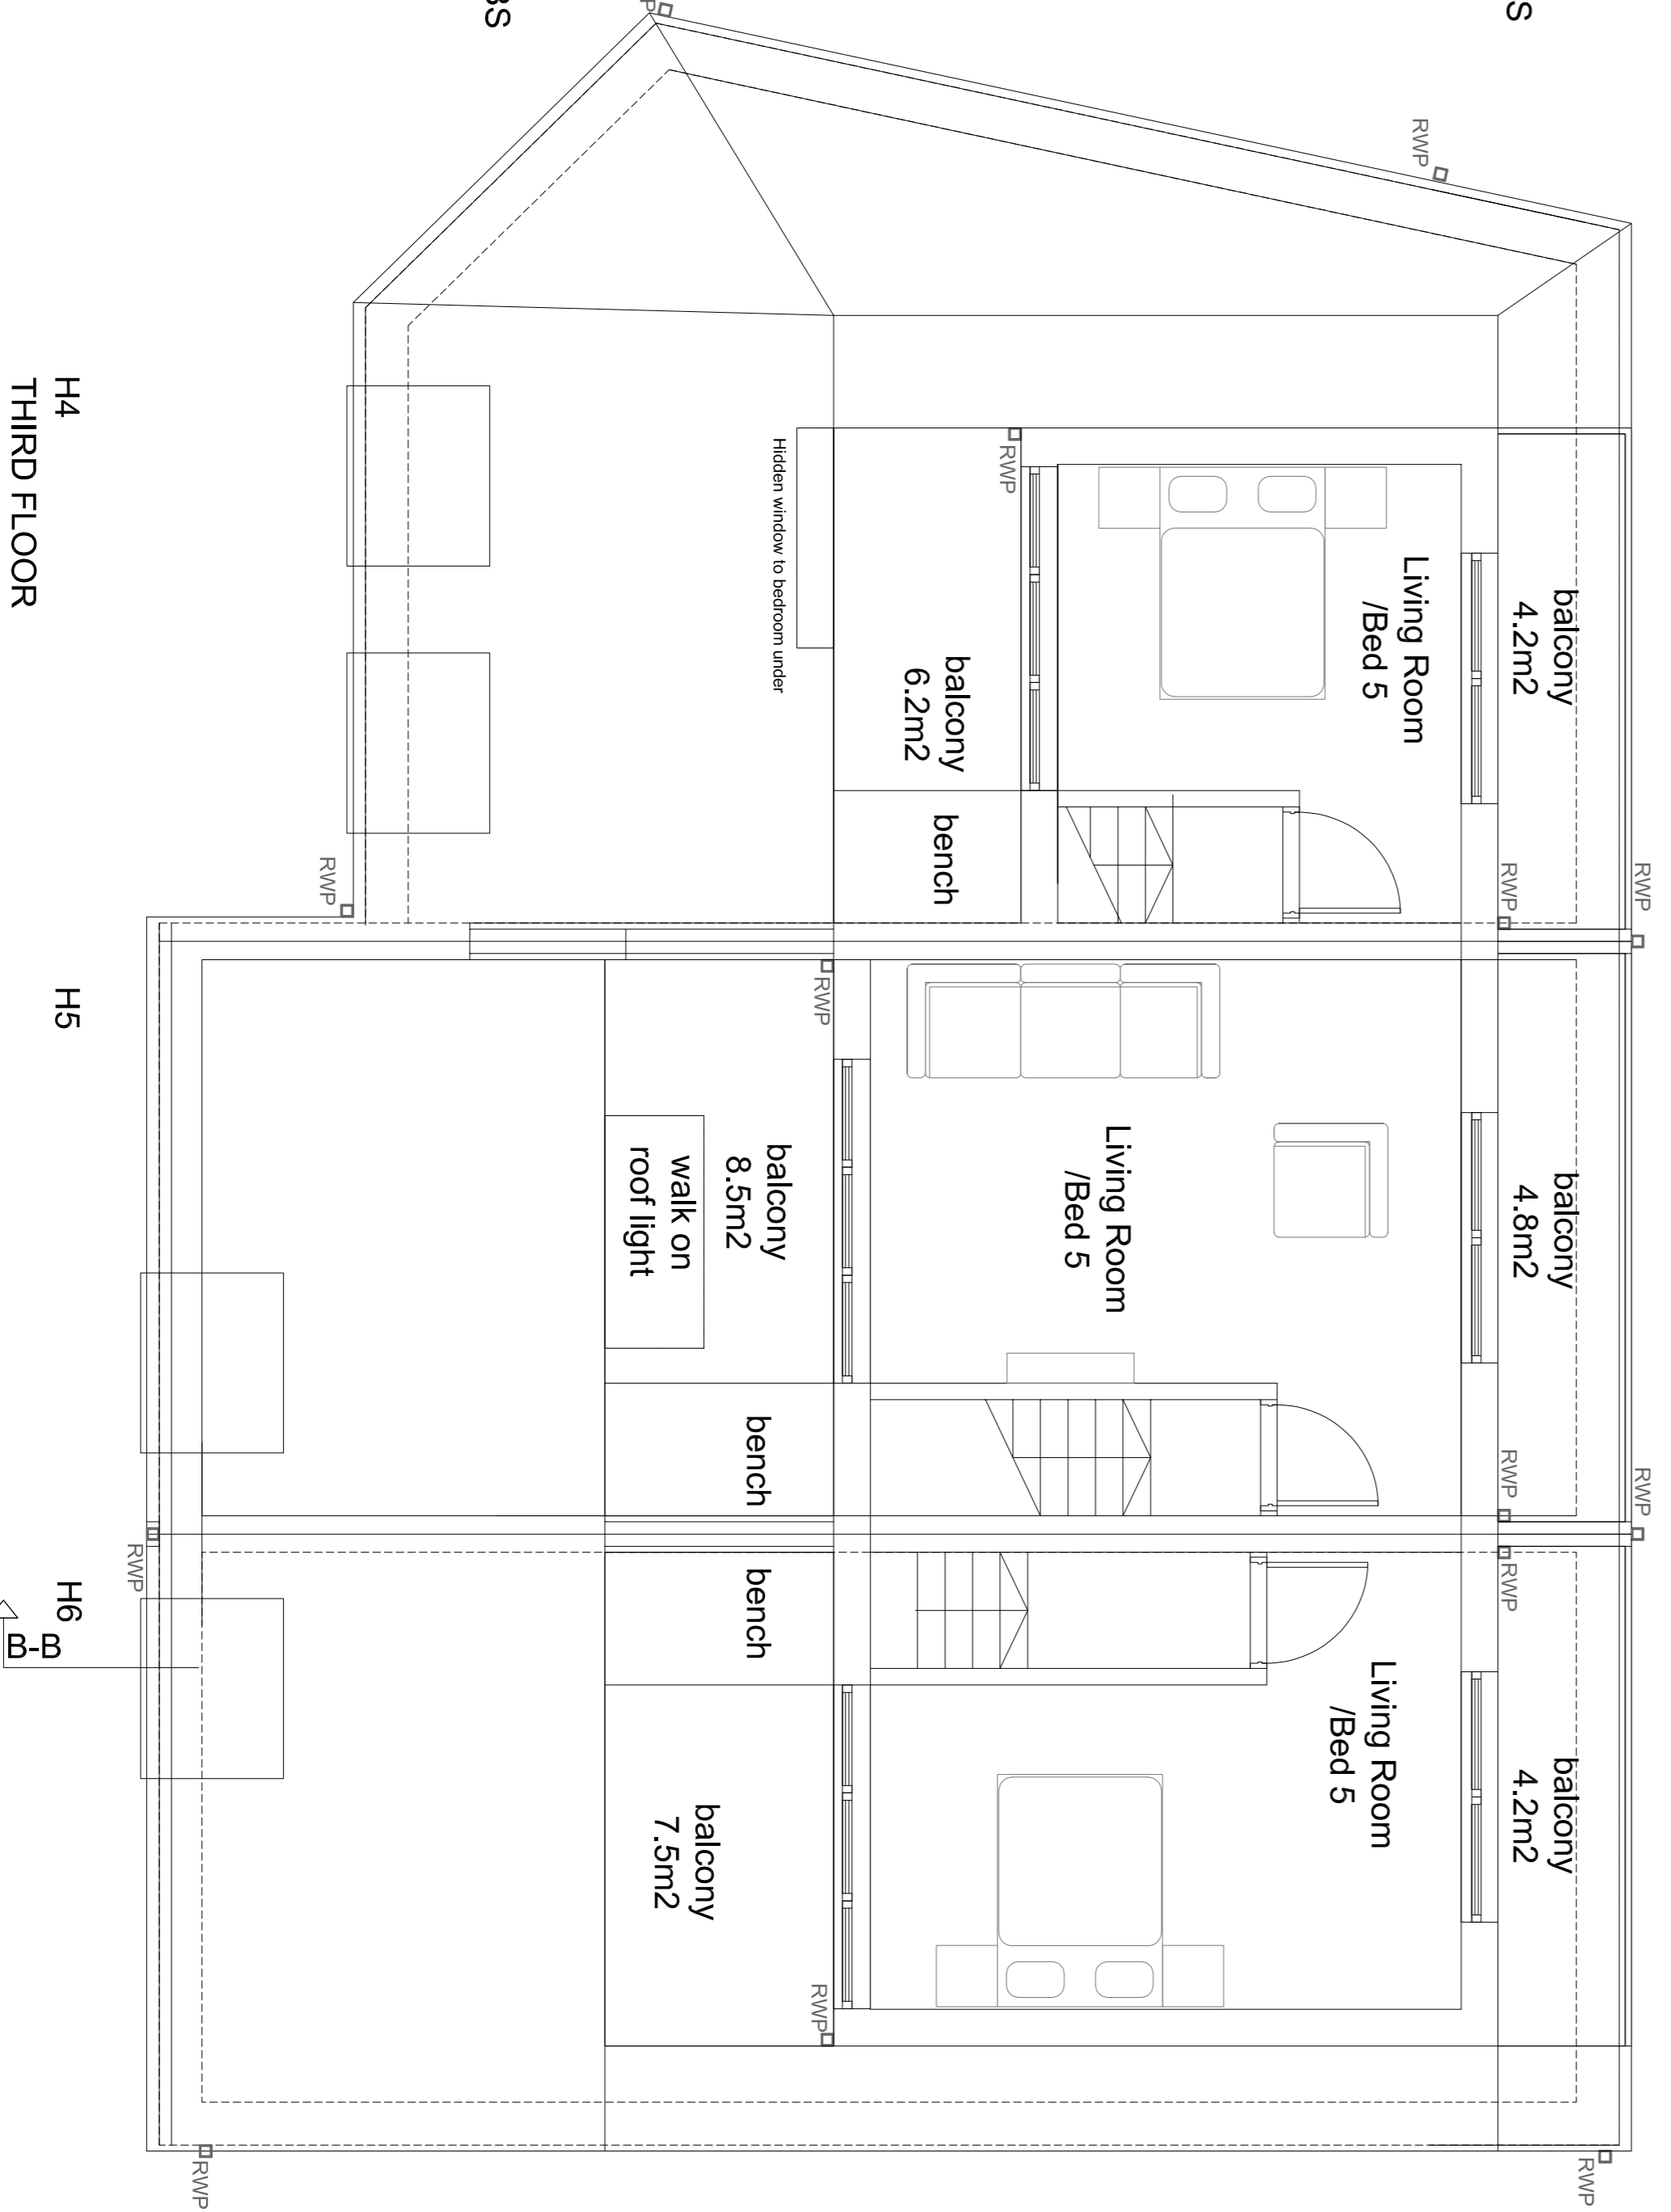 S
BS
RWP
RWP
RWP
RWP
RWP
RWP
RWP
RWP
balcony
4.2m2
balcony
4.8m2
balcony
4.2m2
Living Room
/Bed 5
Living Room
/Bed 5
Living Room
/Bed 5
RWP
balcony
6.2m2
bench
Hidden window to bedroom under
RWP
balcony
8.5m2
walk on
roof light
bench
bench
balcony
7.5m2
RWP
RWP
RWP
RWP
H4
THIRD FLOOR
H5
H6
B-B